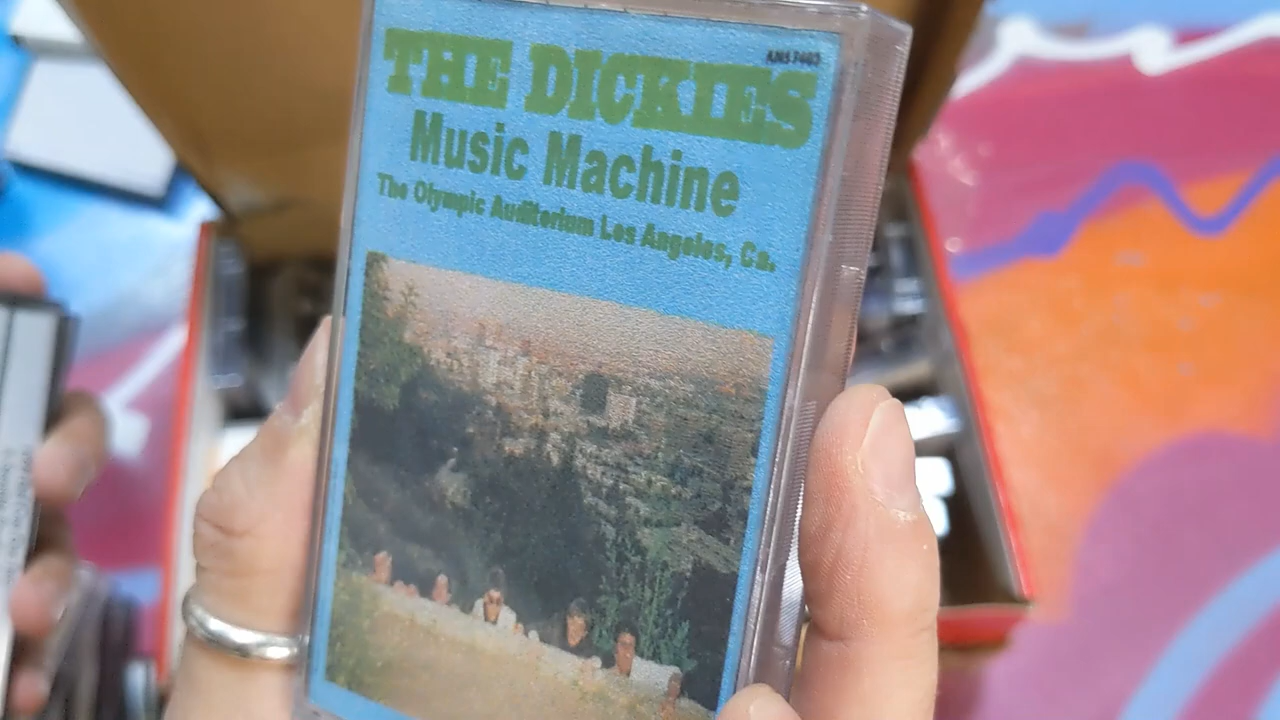 THE DICKIES
Music Machine
The Olympic Auditorium Los Angeles, Ca.